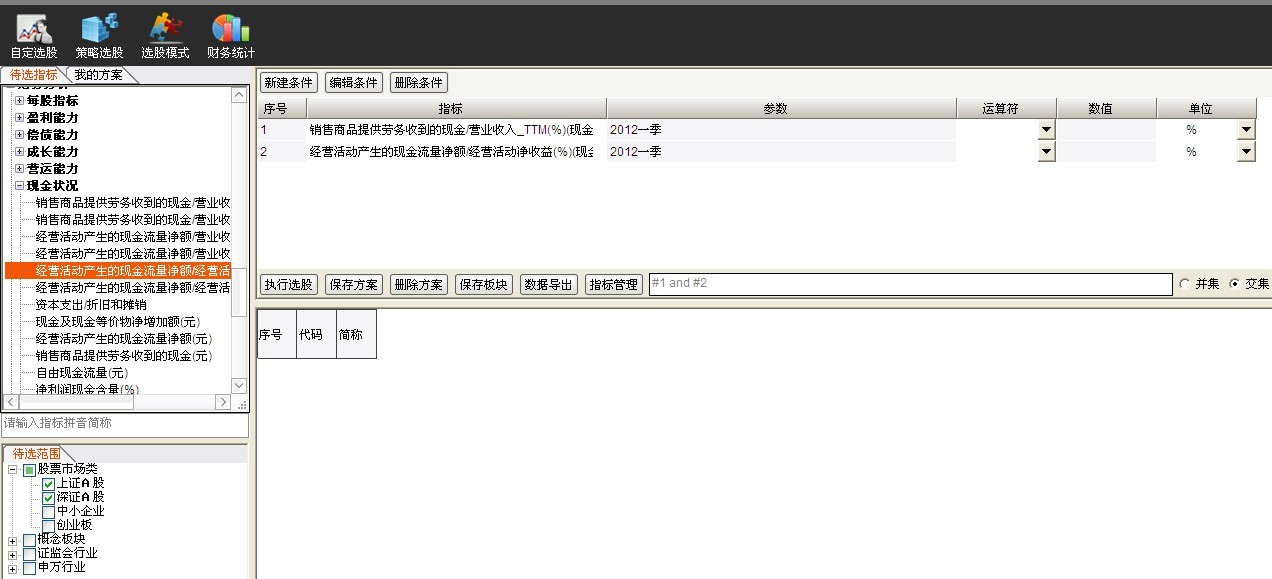 自定选股 策略选股 选股模式 财务统计
待选指标 我的方案
每股指标
盈利能力
偿债能力
成长能力
营运能力
现金状况
销售商品提供劳务收到的现金/营业收
销售商品提供劳务收到的现金/营业收
经营活动产生的现金流量净额/营业收
经营活动产生的现金流量净额/营业收
经营活动产生的现金流量净额/经营活
经营活动产生的现金流量净额/经营活
资本支出/折旧和摊销
现金及现金等价物净增加额(元)
经营活动产生的现金流量净额(元)
销售商品提供劳务收到的现金(元)
自由现金流量(元)
净利润现金含量(%)
请输入指标拼音简称
待选范围
股票市场类
上证A股
深证A股
中小企业
创业板
概念板块
证监会行业
申万行业
新建条件 编辑条件 删除条件
序号 指标 参数 运算符 数值 单位
1 销售商品提供劳务收到的现金/营业收入_TTM(%)(现金 2012一季 %
2 经营活动产生的现金流量净额/经营活动净收益(%)(现金 2012一季 %
执行选股 保存方案 删除方案 保存板块 数据导出 指标管理 #1 and #2 并集 交集
序号 代码 简称